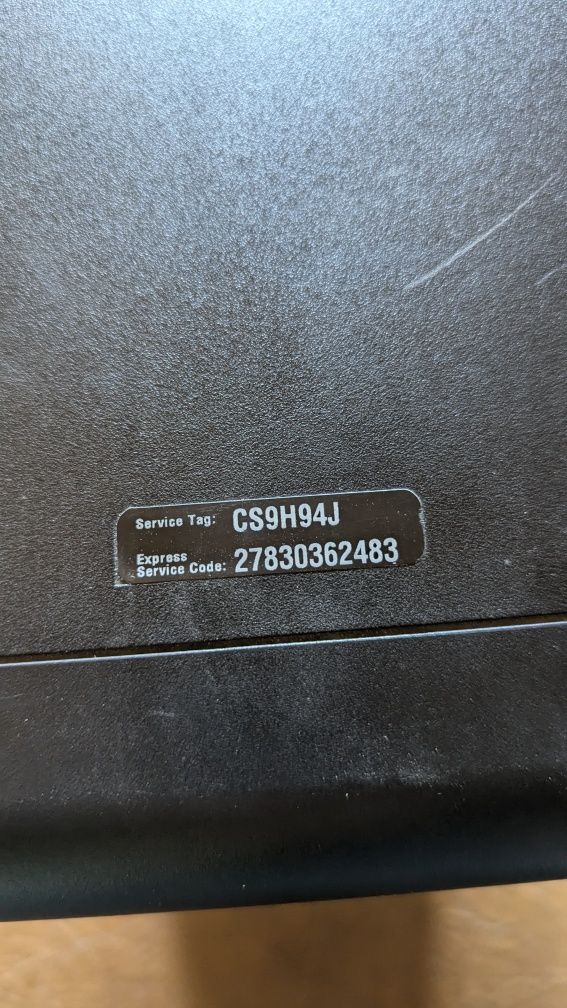 Service Tag: CS9H94J
Express
Service Code: 27830362483